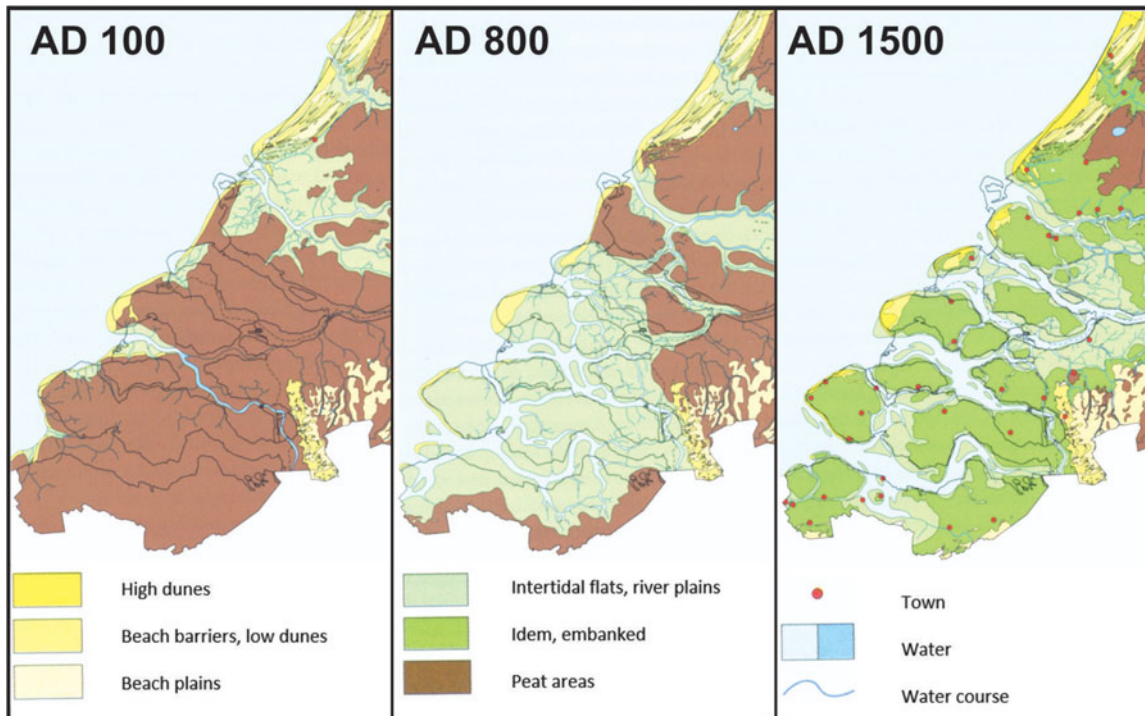 AD 100
AD 800
AD 1500
High dunes
Beach barriers, low dunes
Beach plains
Intertidal flats, river plains
Idem, embanked
Peat areas
Town
Water
Water course